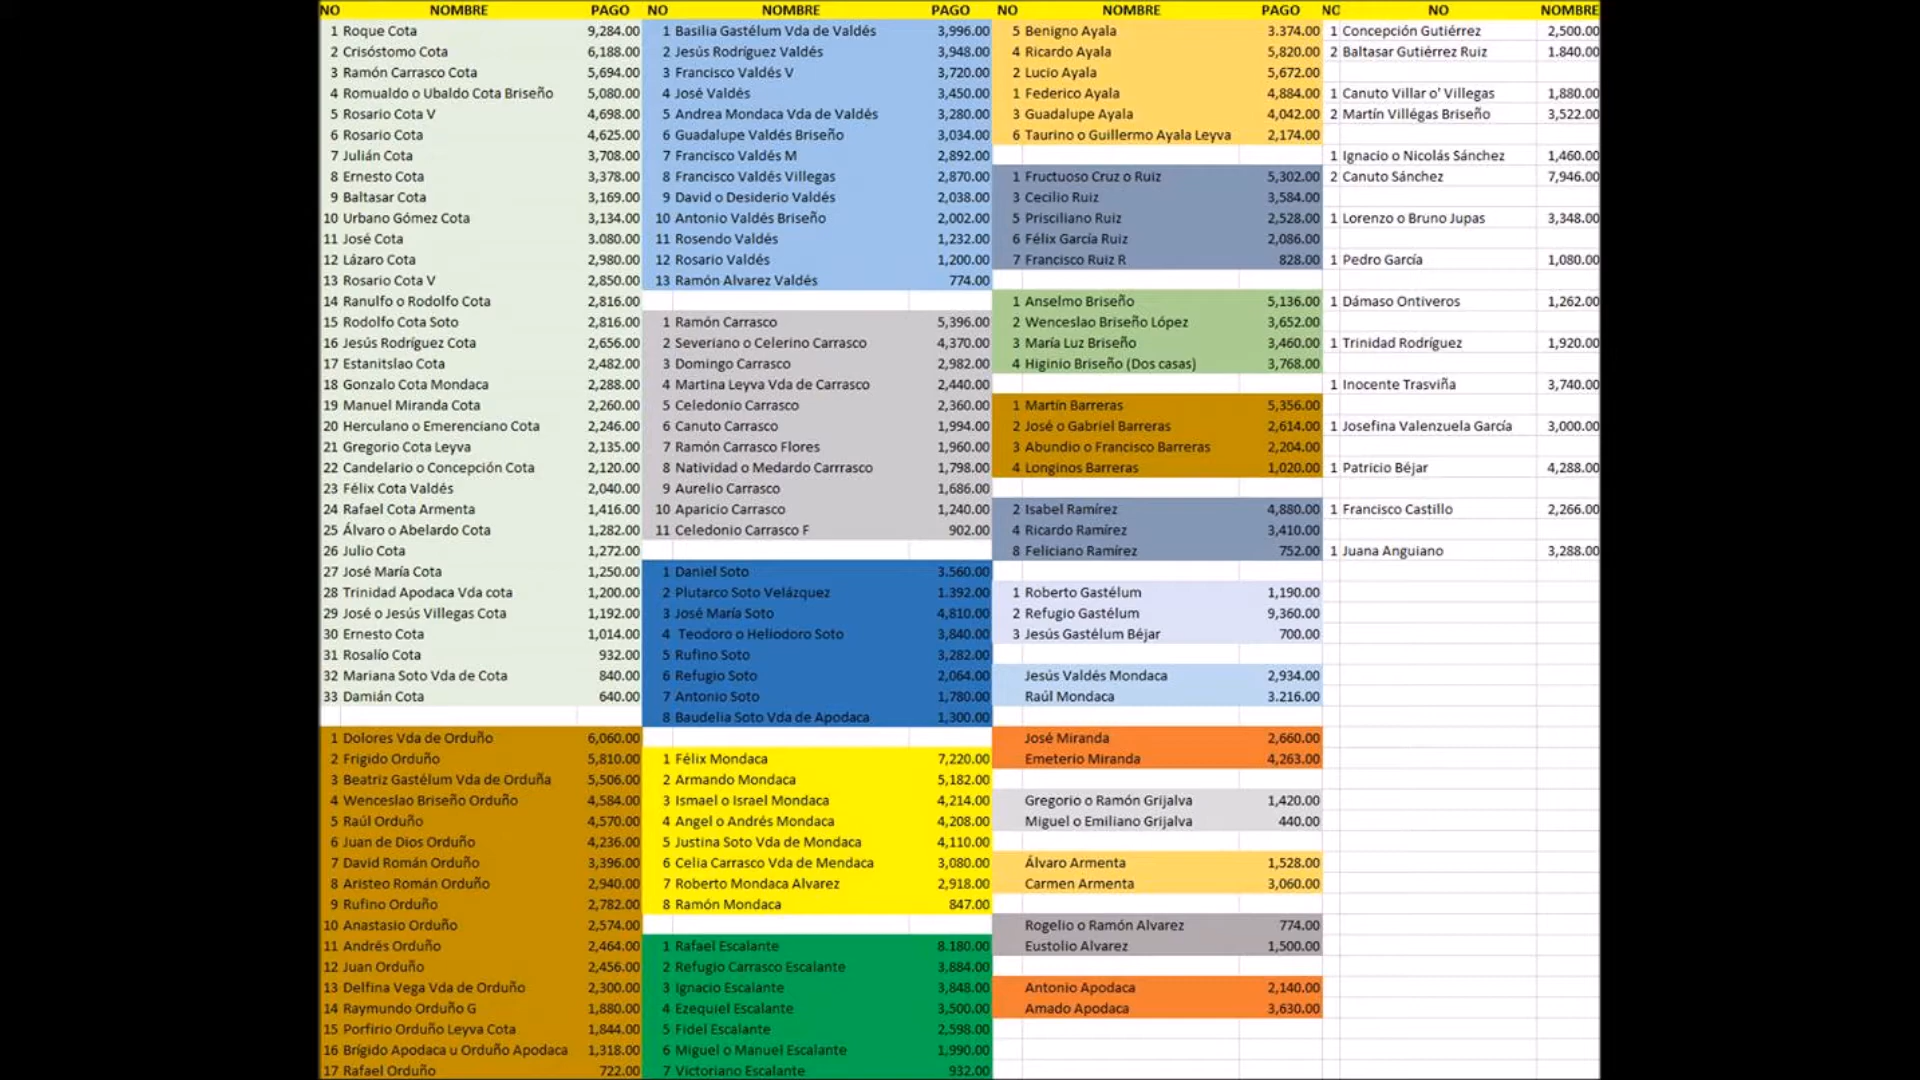 NO NOMBRE PAGO
1 Roque Cota 9,284.00
2 Crisóstomo Cota 6,188.00
3 Ramón Carrasco Cota 5,694.00
4 Romualdo o Ubaldo Cota Briseño 5,080.00
5 Rosario Cota V 4,698.00
6 Rosario Cota 4,625.00
7 Julián Cota 3,708.00
8 Ernesto Cota 3,378.00
9 Baltasar Cota 3,169.00
10 Urbano Gómez Cota 3,134.00
11 José Cota 3.080.00
12 Lázaro Cota 2,980.00
13 Rosario Cota V 2,850.00
14 Ranulfo o Rodolfo Cota 2,816.00
15 Rodolfo Cota Soto 2,816.00
16 Jesús Rodríguez Cota 2,656.00
17 Estanitslao Cota 2,482.00
18 Gonzalo Cota Mondaca 2,288.00
19 Manuel Miranda Cota 2,260.00
20 Herculano o Emerenciano Cota 2,246.00
21 Gregorio Cota Leyva 2,135.00
22 Candelario o Concepción Cota 2,120.00
23 Félix Cota Valdés 2,040.00
24 Rafael Cota Armenta 1,416.00
25 Álvaro o Abelardo Cota 1,282.00
26 Julio Cota 1,272.00
27 José María Cota 1,250.00
28 Trinidad Apodaca Vda cota 1,200.00
29 José o Jesús Villegas Cota 1,192.00
30 Ernesto Cota 1,014.00
31 Rosalío Cota 932.00
32 Mariana Soto Vda de Cota 840.00
33 Damián Cota 640.00
1 Dolores Vda de Orduño 6,060.00
2 Frigido Orduño 5,810.00
3 Beatriz Gastélum Vda de Orduña 5,506.00
4 Wenceslao Briseño Orduño 4,584.00
5 Raúl Orduño 4,570.00
6 Juan de Dios Orduño 4,236.00
7 David Román Orduño 3,396.00
8 Aristeo Román Orduño 2,940.00
9 Rufino Orduño 2,782.00
10 Anastasio Orduño 2,574.00
11 Andrés Orduño 2,464.00
12 Juan Orduño 2,456.00
13 Delfina Vega Vda de Orduño 2,300.00
14 Raymundo Orduño G 1,880.00
15 Porfirio Orduño Leyva Cota 1,844.00
16 Brígido Apodaca u Orduño Apodaca 1,318.00
17 Rafael Orduño 722.00
NO NOMBRE PAGO
1 Basilia Gastélum Vda de Valdés 3,996.00
2 Jesús Rodríguez Valdés 3,948.00
3 Francisco Valdés V 3,720.00
4 José Valdés 3,450.00
5 Andrea Mondaca Vda de Valdés 3,280.00
6 Guadalupe Valdés Briseño 3,034.00
7 Francisco Valdés M 2,892.00
8 Francisco Valdés Villegas 2,870.00
9 David o Desiderio Valdés 2,038.00
10 Antonio Valdés Briseño 2,002.00
11 Rosendo Valdés 1,232.00
12 Rosario Valdés 1,200.00
13 Ramón Alvarez Valdés 774.00
1 Ramón Carrasco 5,396.00
2 Severiano o Celerino Carrasco 4,370.00
3 Domingo Carrasco 2,982.00
4 Martina Leyva Vda de Carrasco 2,440.00
5 Celedonio Carrasco 2,360.00
6 Canuto Carrasco 1,994.00
7 Ramón Carrasco Flores 1,960.00
8 Natividad o Medardo Carrrasco 1,798.00
9 Aurelio Carrasco 1,686.00
10 Aparicio Carrasco 1,240.00
11 Celedonio Carrasco F 902.00
1 Daniel Soto 3.560.00
2 Plutarco Soto Velázquez 1.392.00
3 José María Soto 4,810.00
4 Teodoro o Heliodoro Soto 3,840.00
5 Rufino Soto 3,282.00
6 Refugio Soto 2,064.00
7 Antonio Soto 1,780.00
8 Baudelia Soto Vda de Apodaca 1,300.00
1 Félix Mondaca 7,220.00
2 Armando Mondaca 5,182.00
3 Ismael o Israel Mondaca 4,214.00
4 Angel o Andrés Mondaca 4,208.00
5 Justina Soto Vda de Mondaca 4,110.00
6 Celia Carrasco Vda de Mendaca 3,080.00
7 Roberto Mondaca Alvarez 2,918.00
8 Ramón Mondaca 847.00
1 Rafael Escalante 8.180.00
2 Refugio Carrasco Escalante 3,884.00
3 Ignacio Escalante 3,848.00
4 Ezequiel Escalante 3,500.00
5 Fidel Escalante 2,598.00
6 Miguel o Manuel Escalante 1,990.00
7 Victoriano Escalante 932.00
NO NOMBRE PAGO
5 Benigno Ayala 3.374.00
4 Ricardo Ayala 5,820.00
2 Lucio Ayala 5,672.00
1 Federico Ayala 4,884.00
3 Guadalupe Ayala 4,042.00
6 Taurino o Guillermo Ayala Leyva 2,174.00
1 Fructuoso Cruz o Ruiz 5,302.00
3 Cecilio Ruiz 3,584.00
5 Prisciliano Ruiz 2,528.00
6 Félix García Ruiz 2,086.00
7 Francisco Ruiz R 828.00
1 Anselmo Briseño 5,136.00
2 Wenceslao Briseño López 3,652.00
3 María Luz Briseño 3,460.00
4 Higinio Briseño (Dos casas) 3,768.00
1 Martín Barreras 5,356.00
2 José o Gabriel Barreras 2,614.00
3 Abundio o Francisco Barreras 2,204.00
4 Longinos Barreras 1,020.00
2 Isabel Ramírez 4,880.00
4 Ricardo Ramírez 3,410.00
8 Feliciano Ramírez 752.00
1 Roberto Gastélum 1,190.00
2 Refugio Gastélum 9,360.00
3 Jesús Gastélum Béjar 700.00
Jesús Valdés Mondaca 2,934.00
Raúl Mondaca 3.216.00
José Miranda 2,660.00
Emeterio Miranda 4,263.00
Gregorio o Ramón Grijalva 1,420.00
Miguel o Emiliano Grijalva 440.00
Álvaro Armenta 1,528.00
Carmen Armenta 3,060.00
Rogelio o Ramón Alvarez 774.00
Eustolio Alvarez 1,500.00
Antonio Apodaca 2,140.00
Amado Apodaca 3,630.00
NC NO NOMBRE
1 Concepción Gutiérrez 2,500.00
2 Baltasar Gutiérrez Ruiz 1.840.00
1 Canuto Villar o' Villegas 1,880.00
2 Martín Villégas Briseño 3,522.00
1 Ignacio o Nicolás Sánchez 1,460.00
2 Canuto Sánchez 7,946.00
1 Lorenzo o Bruno Jupas 3,348.00
1 Pedro García 1,080.00
1 Dámaso Ontiveros 1,262.00
1 Trinidad Rodríguez 1,920.00
1 Inocente Trasviña 3,740.00
1 Josefina Valenzuela García 3,000.00
1 Patricio Béjar 4,288.00
1 Francisco Castillo 2,266.00
1 Juana Anguiano 3,288.00